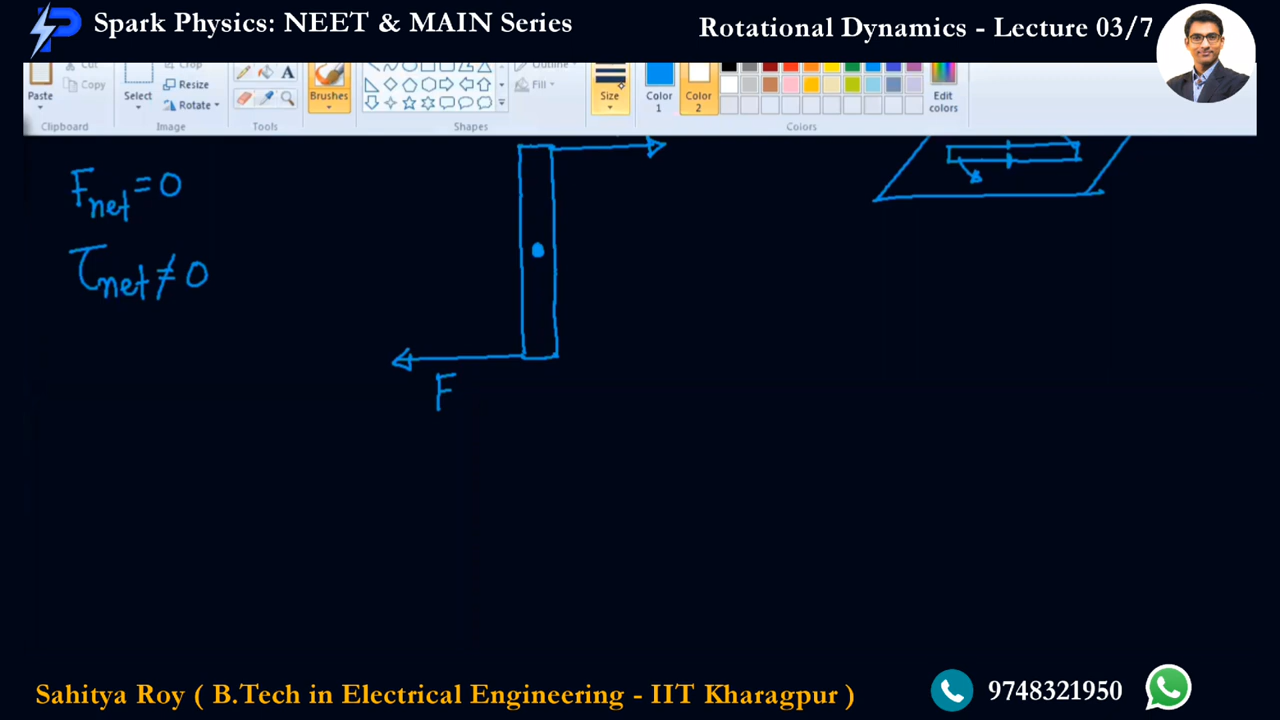 Spark Physics: NEET & MAIN Series
Rotational Dynamics - Lecture 03/7
Cut
Crop
Outline
Paste
Copy
Select
Resize
Rotate
A
Brushes
Fill
Size
Color 1
Color 2
Edit colors
Clipboard
Image
Tools
Shapes
Colors
Fnet = 0
τnet ≠ 0
F
Sahitya Roy ( B.Tech in Electrical Engineering - IIT Kharagpur )
9748321950